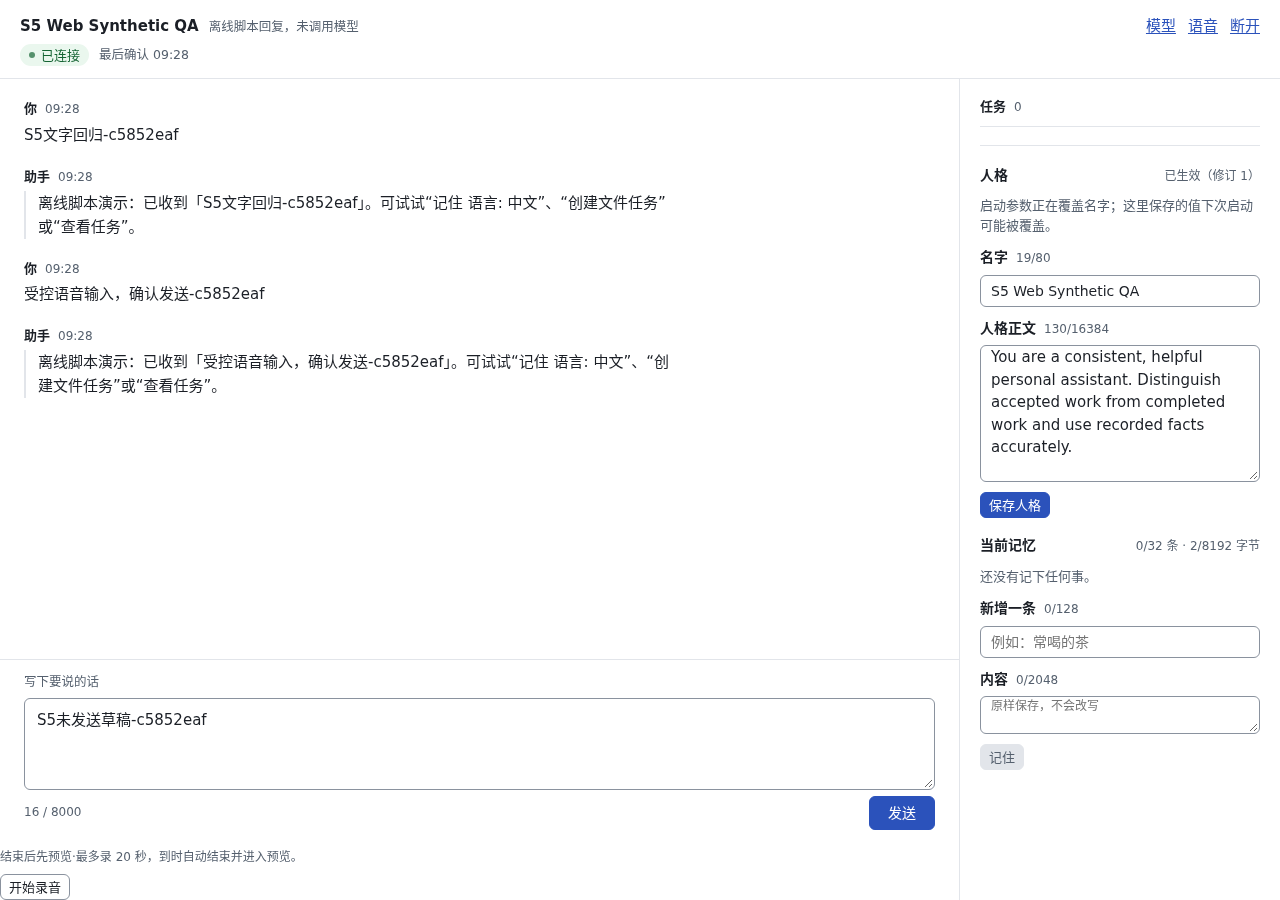 S5 Web Synthetic QA 离线脚本回复，未调用模型
模型 语音 断开
已连接 最后确认 09:28
你 09:28
S5文字回归-c5852eaf
助手 09:28
离线脚本演示：已收到「S5文字回归-c5852eaf」。可试试“记住 语言: 中文”、“创建文件任务”
或“查看任务”。
你 09:28
受控语音输入，确认发送-c5852eaf
助手 09:28
离线脚本演示：已收到「受控语音输入，确认发送-c5852eaf」。可试试“记住 语言: 中文”、“创
建文件任务”或“查看任务”。
写下要说的话
S5未发送草稿-c5852eaf
16 / 8000
发送
结束后先预览·最多录 20 秒，到时自动结束并进入预览。
开始录音
任务 0
人格 已生效（修订 1）
启动参数正在覆盖名字；这里保存的值下次启动
可能被覆盖。
名字 19/80
S5 Web Synthetic QA
人格正文 130/16384
You are a consistent, helpful
personal assistant. Distinguish
accepted work from completed
work and use recorded facts
accurately.
保存人格
当前记忆 0/32 条 · 2/8192 字节
还没有记下任何事。
新增一条 0/128
例如：常喝的茶
内容 0/2048
原样保存，不会改写
记住